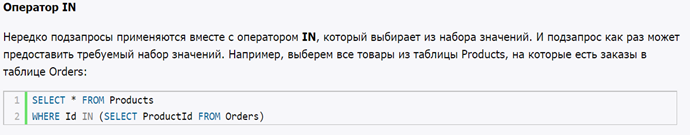 Оператор IN
Нередко подзапросы применяются вместе с оператором IN, который выбирает из набора значений. И подзапрос как раз может
предоставить требуемый набор значений. Например, выберем все товары из таблицы Products, на которые есть заказы в
таблице Orders:
1 SELECT * FROM Products
2 WHERE Id IN (SELECT ProductId FROM Orders)